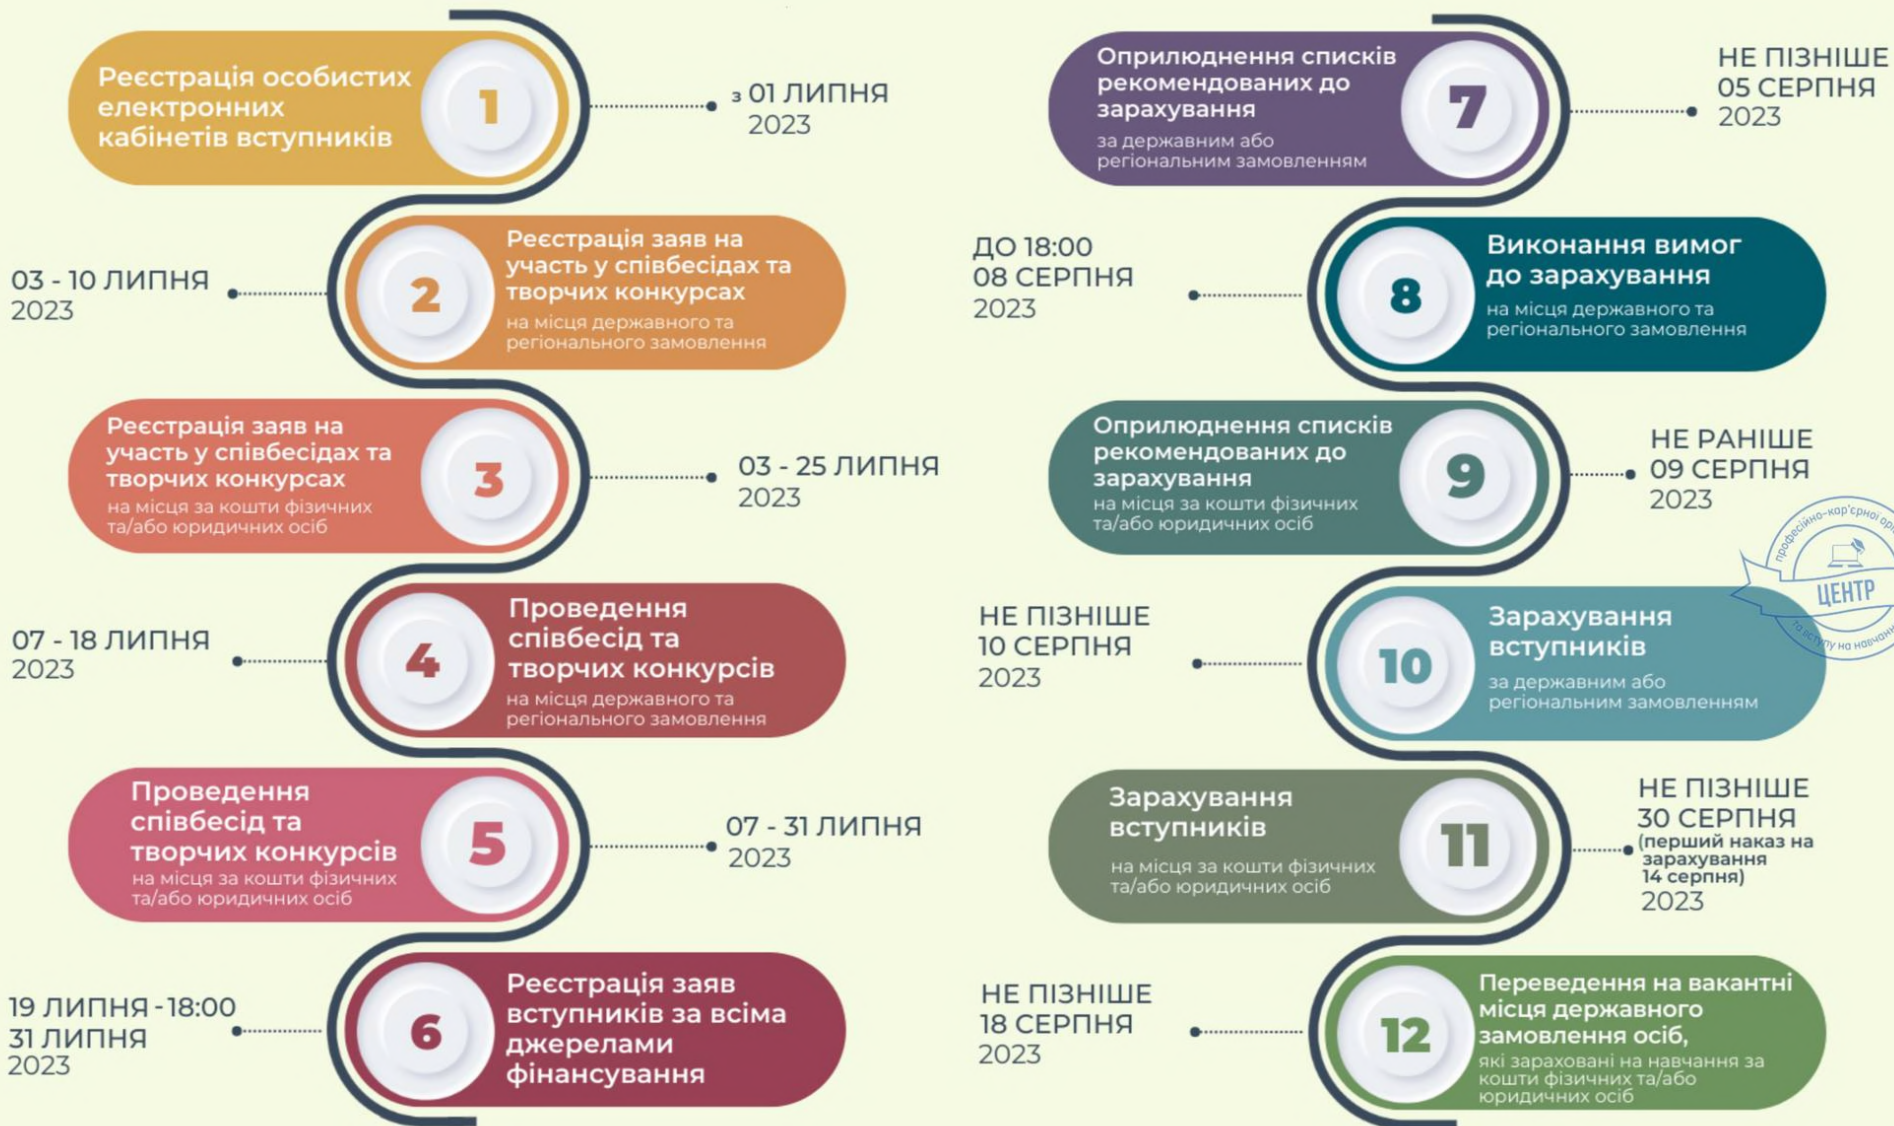 Реєстрація особистих
електронних
кабінетів вступників
1
з 01 ЛИПНЯ
2023
03 - 10 ЛИПНЯ
2023
2
Реєстрація заяв на
участь у співбесідах та
творчих конкурсах
на місця державного та
регіонального замовлення
Реєстрація заяв на
участь у співбесідах та
творчих конкурсах
на місця за кошти фізичних
та/або юридичних осіб
3
03 - 25 ЛИПНЯ
2023
07 - 18 ЛИПНЯ
2023
4
Проведення
співбесід та
творчих конкурсів
на місця державного та
регіонального замовлення
Проведення
співбесід та
творчих конкурсів
на місця за кошти фізичних
та/або юридичних осіб
5
07 - 31 ЛИПНЯ
2023
19 ЛИПНЯ - 18:00
31 ЛИПНЯ
2023
6
Реєстрація заяв
вступників за всіма
джерелами
фінансування
Оприлюднення списків
рекомендованих до
зарахування
за державним або
регіональним замовленням
7
НЕ ПІЗНІШЕ
05 СЕРПНЯ
2023
ДО 18:00
08 СЕРПНЯ
2023
8
Виконання вимог
до зарахування
на місця державного та
регіонального замовлення
Оприлюднення списків
рекомендованих до
зарахування
на місця за кошти фізичних
та/або юридичних осіб
9
НЕ РАНІШЕ
09 СЕРПНЯ
2023
професійно-кар'єрної
ЦЕНТР
та вступу на
НЕ ПІЗНІШЕ
10 СЕРПНЯ
2023
10
Зарахування
вступників
за державним або
регіональним замовленням
Зарахування
вступників
на місця за кошти фізичних
та/або юридичних осіб
11
НЕ ПІЗНІШЕ
30 СЕРПНЯ
(перший наказ на
зарахування
14 серпня)
2023
НЕ ПІЗНІШЕ
18 СЕРПНЯ
2023
12
Переведення на вакантні
місця державного
замовлення осіб,
які зараховані на навчання за
кошти фізичних та/або
юридичних осіб